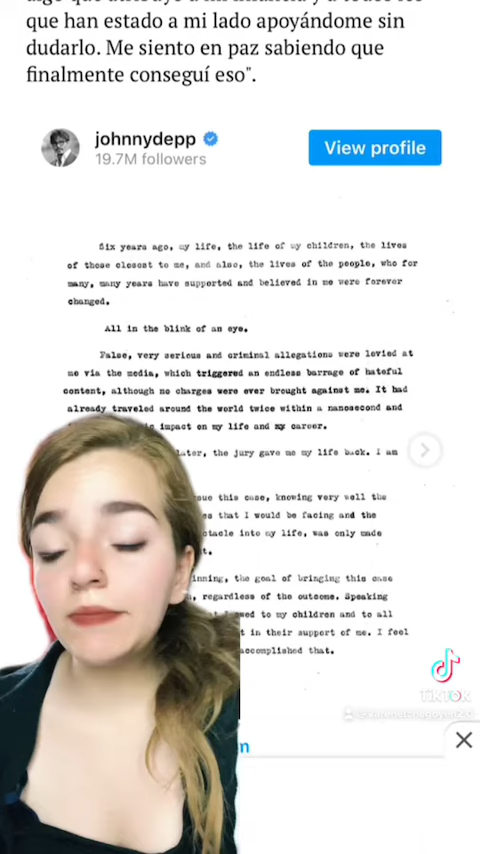 que han estado a mi lado apoyándome sin
dudarlo. Me siento en paz sabiendo que
finalmente conseguí eso".
johnnydepp
19.7M followers
View profile
Six years ago, my life, the life of my children, the lives
of those closest to me, and also, the lives of the people, who for
many, many years have supported and believed in me were forever
changed.
All in the blink of an eye.
False, very serious and criminal allegations were levied at
me via the media, which triggered an endless barrage of hateful
content, although no charges were ever brought against me. It had
already traveled around the world twice within a nanosecond and
impact on my life and my career.
later, the jury gave me my life back. I am
this case, knowing very well the
that I would be facing and the
into my life, was only made
the goal of bringing this case
regardless of the outcome. Speaking
to my children and to all
in their support of me. I feel
accomplished that.
TikTok